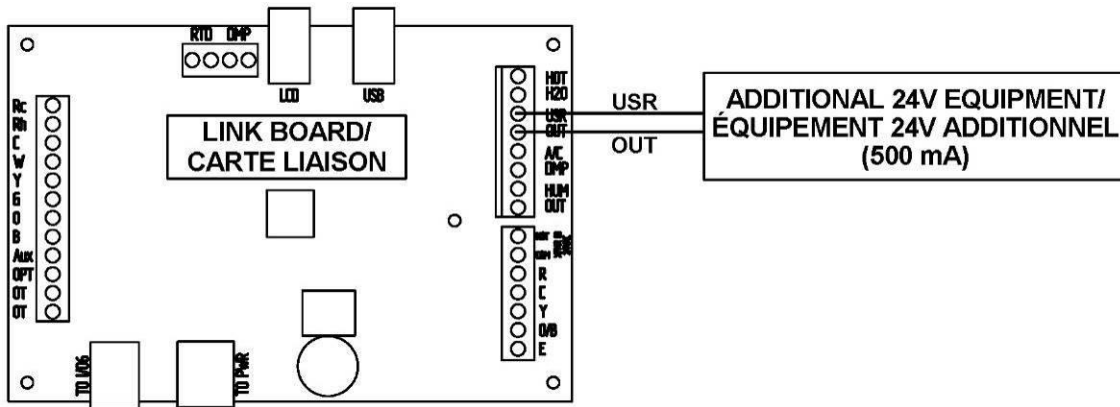 RTD DMP
LCD
USB
Rc
Rh
C
W
Y
G
O
B
Aux
OPT
OT
OT
LINK BOARD/
CARTE LIAISON
HOT
H2O
USR
OUT
A/C
DMP
HUM
OUT
R
C
Y
O/B
E
TO I/O6
TO PWR
USR
OUT
ADDITIONAL 24V EQUIPMENT/
ÉQUIPEMENT 24V ADDITIONNEL
(500 mA)